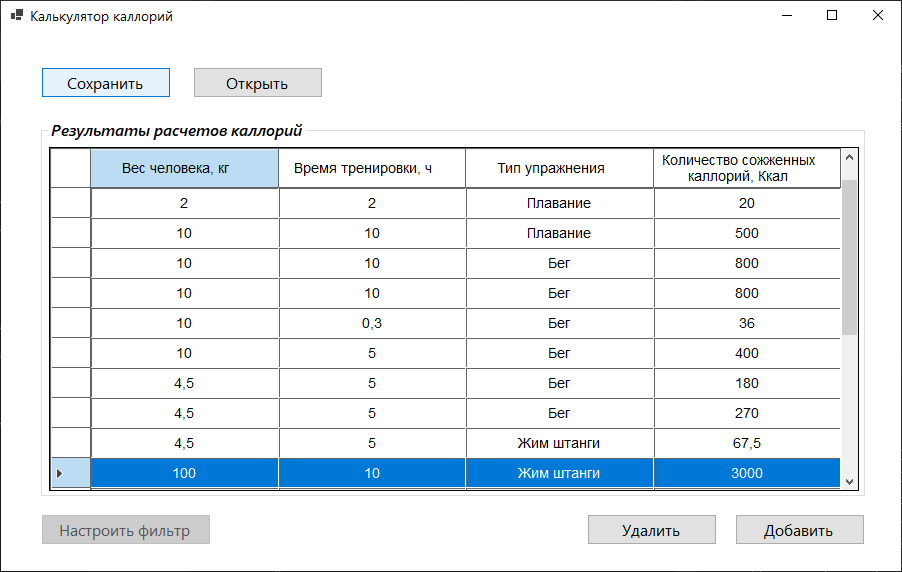 Калькулятор каллорий
Сохранить Открыть
Результаты расчетов каллорий
Вес человека, кг Время тренировки, ч Тип упражнения Количество сожженных каллорий, Ккал
2 2 Плавание 20
10 10 Плавание 500
10 10 Бег 800
10 10 Бег 800
10 0,3 Бег 36
10 5 Бег 400
4,5 5 Бег 180
4,5 5 Бег 270
4,5 5 Жим штанги 67,5
100 10 Жим штанги 3000
Настроить фильтр Удалить Добавить